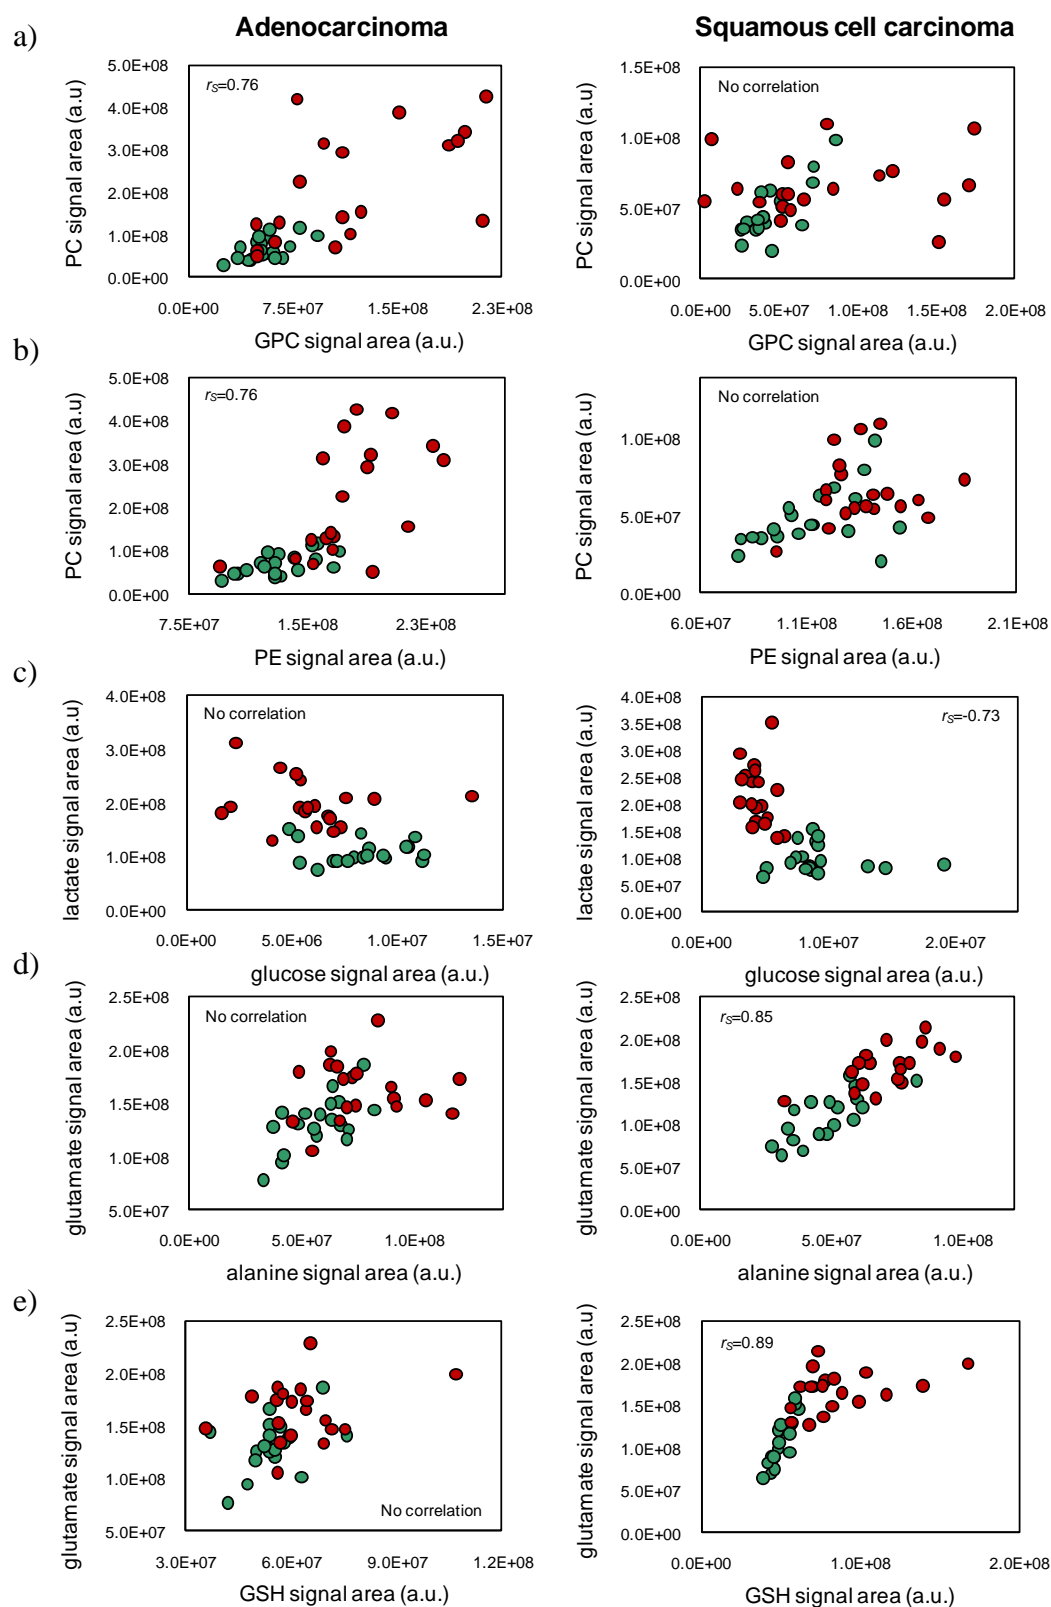 a)
Adenocarcinoma
Squamous cell carcinoma
PC signal area (a.u)
5.0E+08
4.0E+08
3.0E+08
2.0E+08
1.0E+08
0.0E+00
rS=0.76
0.0E+00 7.5E+07 1.5E+08 2.3E+08
GPC signal area (a.u.)
PC signal area (a.u)
1.5E+08
1.0E+08
5.0E+07
0.0E+00
No correlation
0.0E+00 5.0E+07 1.0E+08 1.5E+08 2.0E+08
GPC signal area (a.u.)
b)
PC signal area (a.u)
5.0E+08
4.0E+08
3.0E+08
2.0E+08
1.0E+08
0.0E+00
rS=0.76
7.5E+07 1.5E+08 2.3E+08
PE signal area (a.u.)
PC signal area (a.u)
1.0E+08
5.0E+07
0.0E+00
No correlation
6.0E+07 1.1E+08 1.6E+08 2.1E+08
PE signal area (a.u.)
c)
lactate signal area (a.u)
4.0E+08
3.0E+08
2.0E+08
1.0E+08
0.0E+00
No correlation
0.0E+00 5.0E+06 1.0E+07 1.5E+07
glucose signal area (a.u.)
lactae signal area (a.u)
4.0E+08
3.5E+08
3.0E+08
2.5E+08
2.0E+08
1.5E+08
1.0E+08
5.0E+07
0.0E+00
rS=-0.73
0.0E+00 1.0E+07 2.0E+07
glucose signal area (a.u.)
d)
glutamate signal area (a.u)
2.5E+08
2.0E+08
1.5E+08
1.0E+08
5.0E+07
No correlation
0.0E+00 5.0E+07 1.0E+08
alanine signal area (a.u.)
glutamate signal area (a.u)
2.5E+08
2.0E+08
1.5E+08
1.0E+08
5.0E+07
0.0E+00
rS=0.85
0.0E+00 5.0E+07 1.0E+08
alanine signal area (a.u.)
e)
glutamate signal area (a.u)
2.5E+08
2.0E+08
1.5E+08
1.0E+08
5.0E+07
No correlation
3.0E+07 6.0E+07 9.0E+07 1.2E+08
GSH signal area (a.u.)
glutamate signal area (a.u)
2.5E+08
2.0E+08
1.5E+08
1.0E+08
5.0E+07
0.0E+00
rS=0.89
0.0E+00 1.0E+08 2.0E+08
GSH signal area (a.u.)